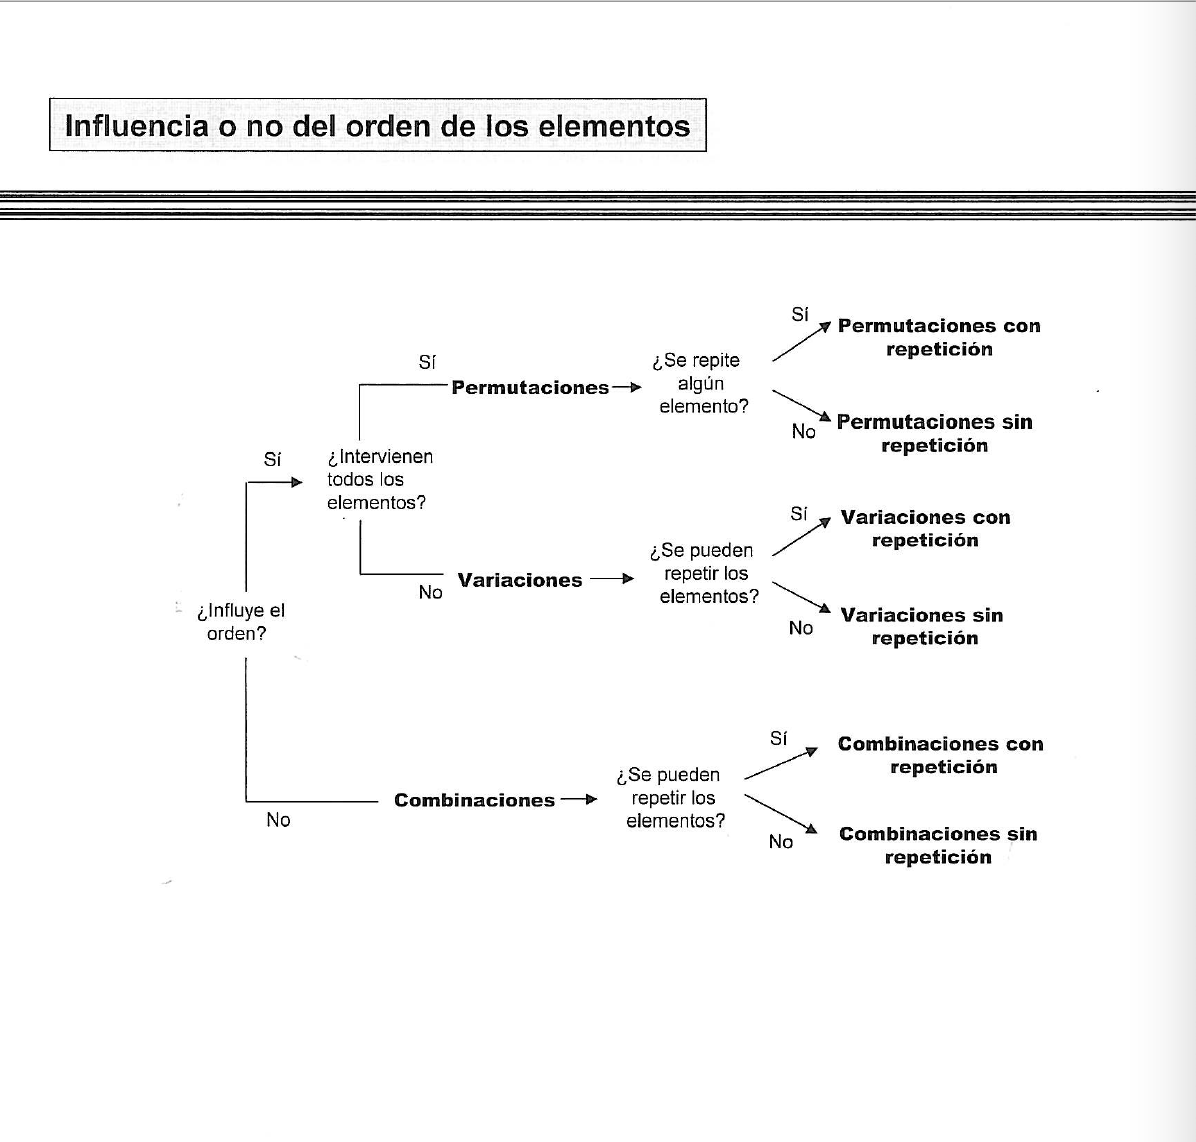 Influencia o no del orden de los elementos
Sí
Permutaciones con
repetición
Sí
Permutaciones
¿Se repite
algún
elemento?
No
Permutaciones sin
repetición
Sí
¿Intervienen
todos los
elementos?
Sí
Variaciones con
repetición
No
Variaciones
¿Se pueden
repetir los
elementos?
No
Variaciones sin
repetición
¿Influye el
orden?
Sí
Combinaciones con
repetición
No
Combinaciones
¿Se pueden
repetir los
elementos?
No
Combinaciones sin
repetición